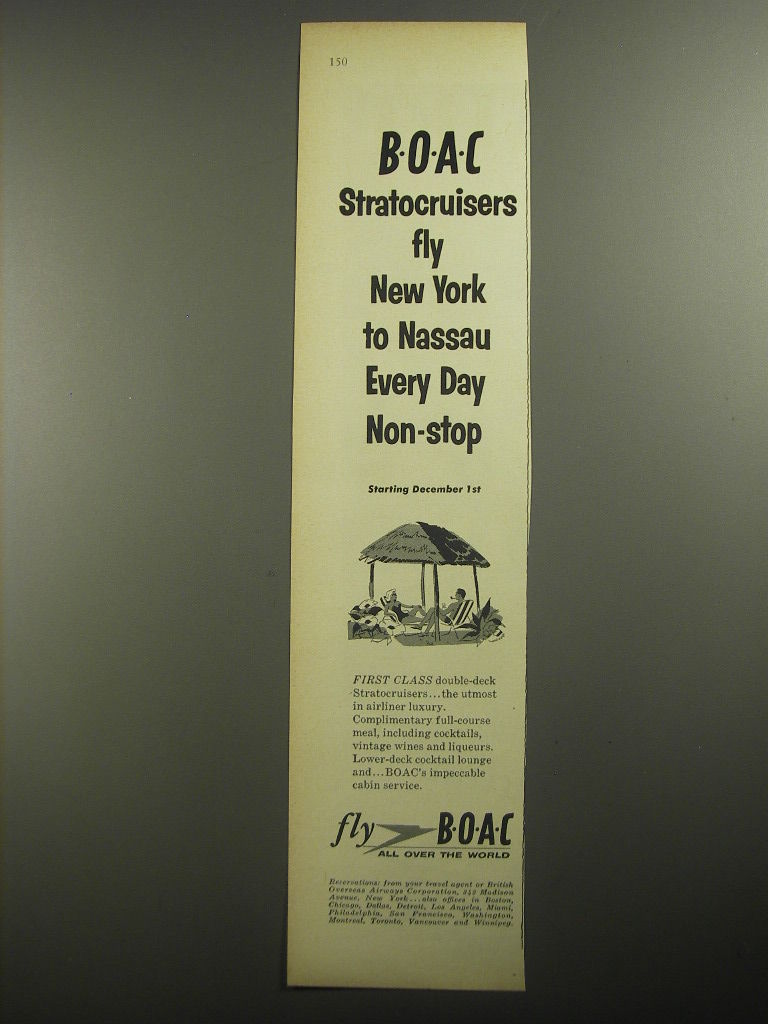 150
B·O·A·C
Stratocruisers
fly
New York
to Nassau
Every Day
Non-stop
Starting December 1st
FIRST CLASS double-deck
Stratocruisers...the utmost
in airliner luxury.
Complimentary full-course
meal, including cocktails,
vintage wines and liqueurs.
Lower-deck cocktail lounge
and...BOAC's impeccable
cabin service.
fly B·O·A·C
ALL OVER THE WORLD
Reservations: from your travel agent or British
Overseas Airways Corporation, 342 Madison
Avenue, New York...also offices in Boston,
Chicago, Dallas, Detroit, Los Angeles, Miami,
Philadelphia, San Francisco, Washington,
Montreal, Toronto, Vancouver and Winnipeg.